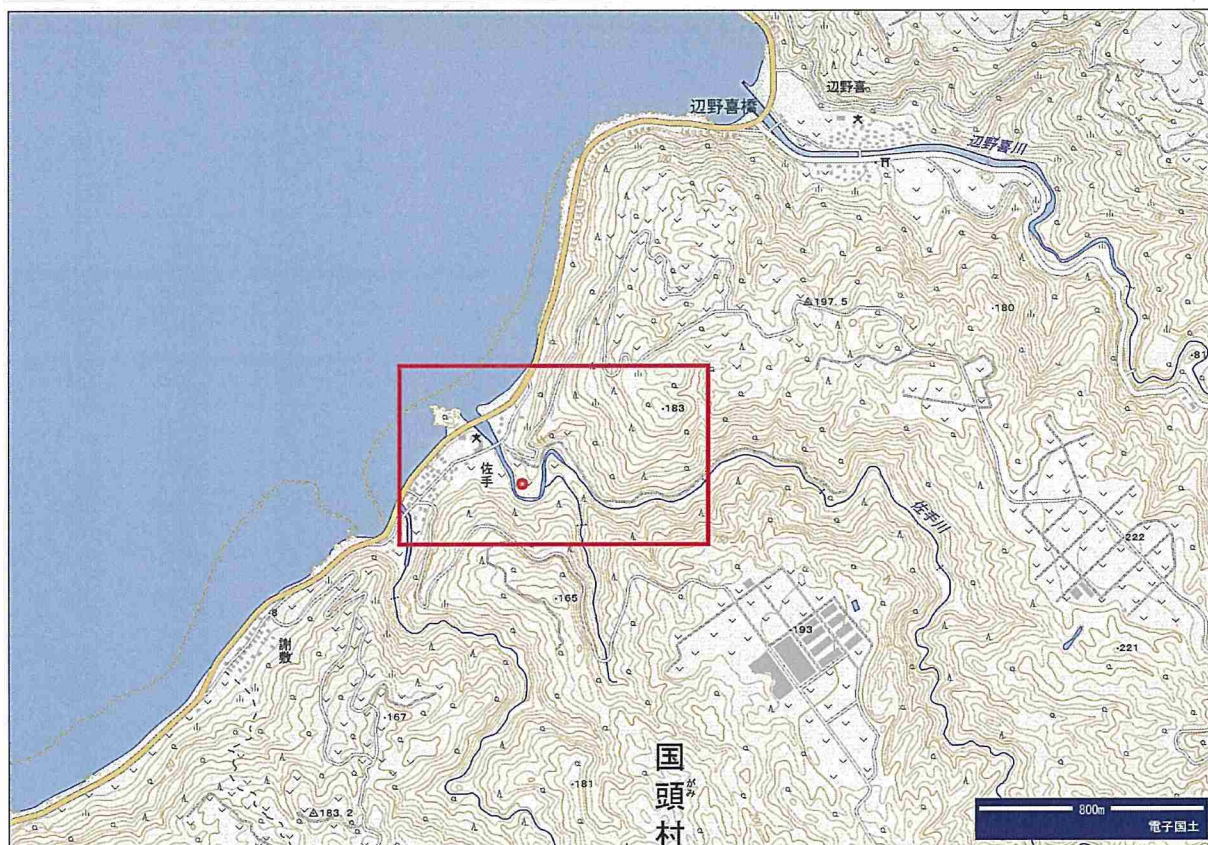 辺野喜
辺野喜橋
辺野喜川
△197.5
·180
·81
·183
佐手
佐手川
·222
·165
·193
·221
·8
謝敷
·167
国頭村
がみ
·181
△183.2
800m
電子国土